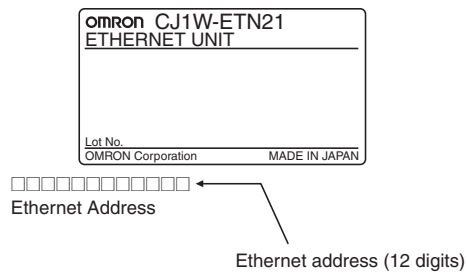 OMRON CJ1W-ETN21
ETHERNET UNIT
Lot No.
OMRON Corporation MADE IN JAPAN
□□□□□□□□□□□□
Ethernet Address
Ethernet address (12 digits)